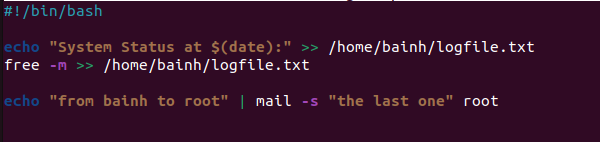 #!/bin/bash
echo "System Status at $(date):" >> /home/bainh/logfile.txt
free -m >> /home/bainh/logfile.txt
echo "from bainh to root" | mail -s "the last one" root